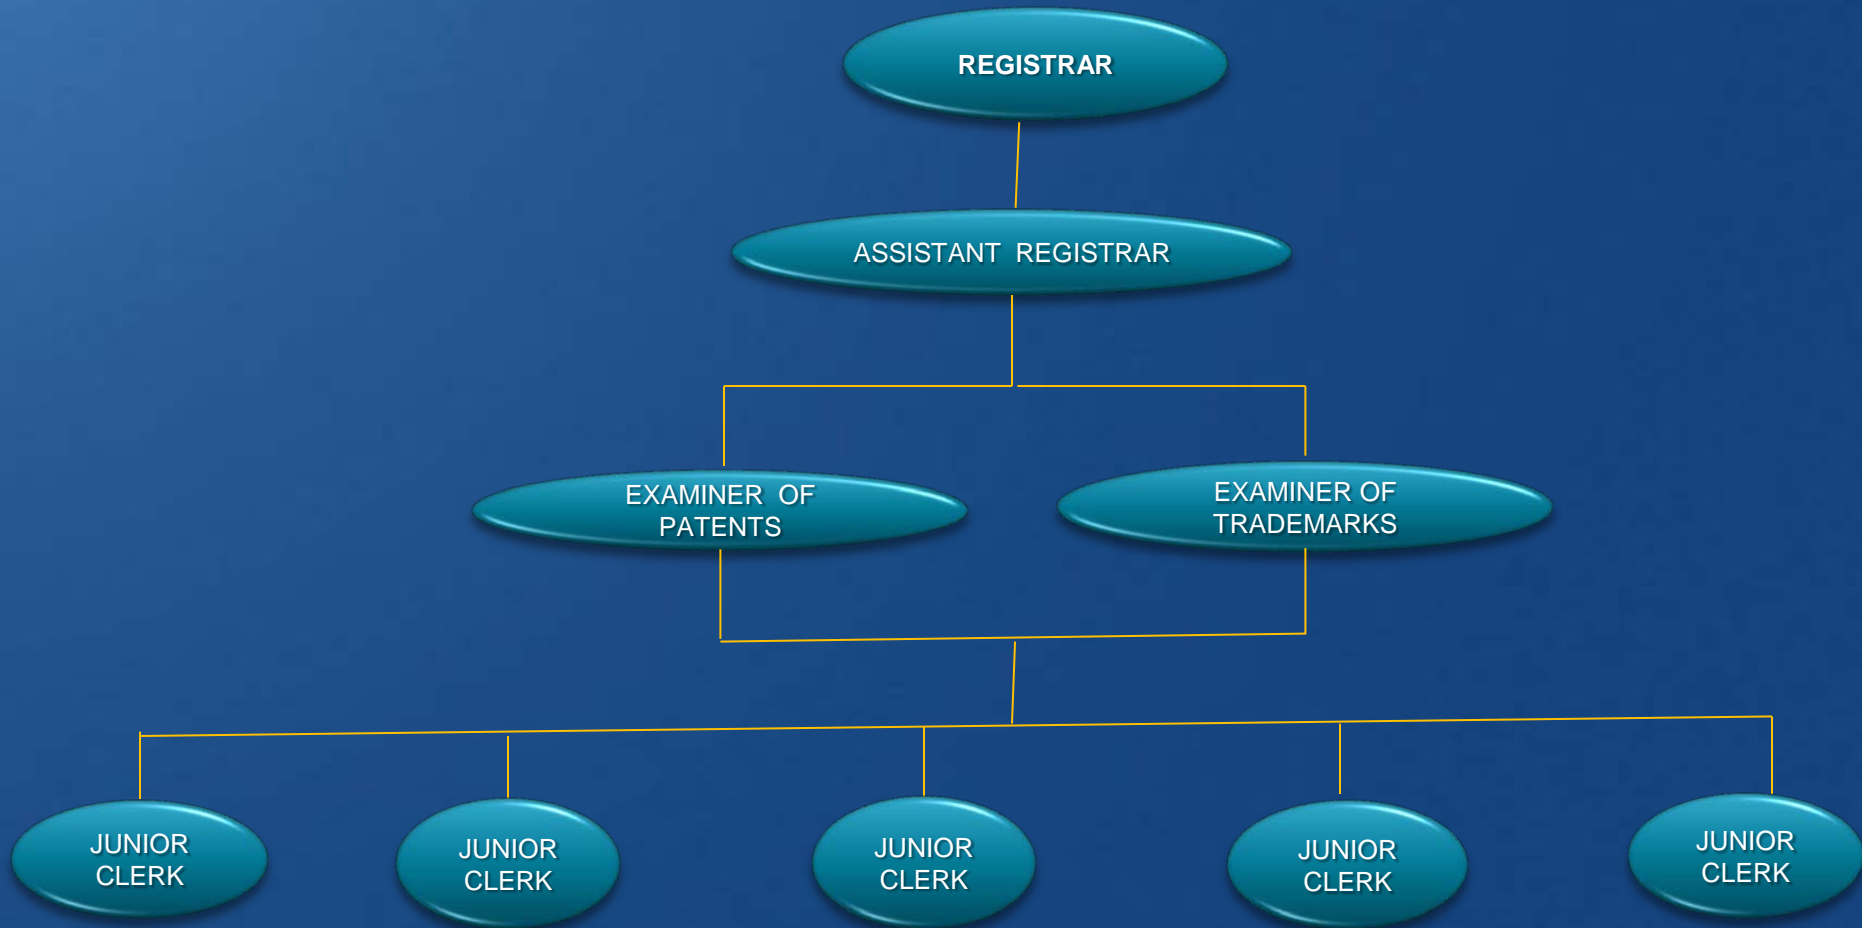 REGISTRAR
ASSISTANT REGISTRAR
EXAMINER OF
PATENTS
EXAMINER OF
TRADEMARKS
JUNIOR
CLERK
JUNIOR
CLERK
JUNIOR
CLERK
JUNIOR
CLERK
JUNIOR
CLERK